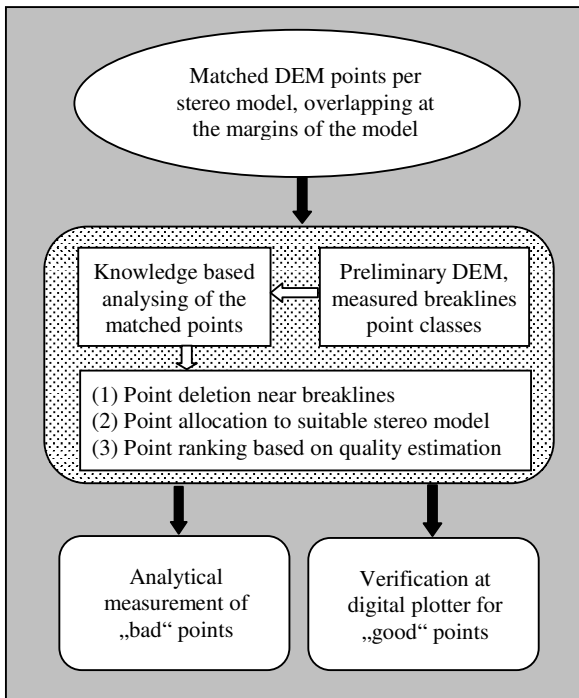 Matched DEM points per
stereo model, overlapping at
the margins of the model
Knowledge based
analysing of the
matched points
Preliminary DEM,
measured breaklines
point classes
(1) Point deletion near breaklines
(2) Point allocation to suitable stereo model
(3) Point ranking based on quality estimation
Analytical
measurement of
„bad“ points
Verification at
digital plotter for
„good“ points